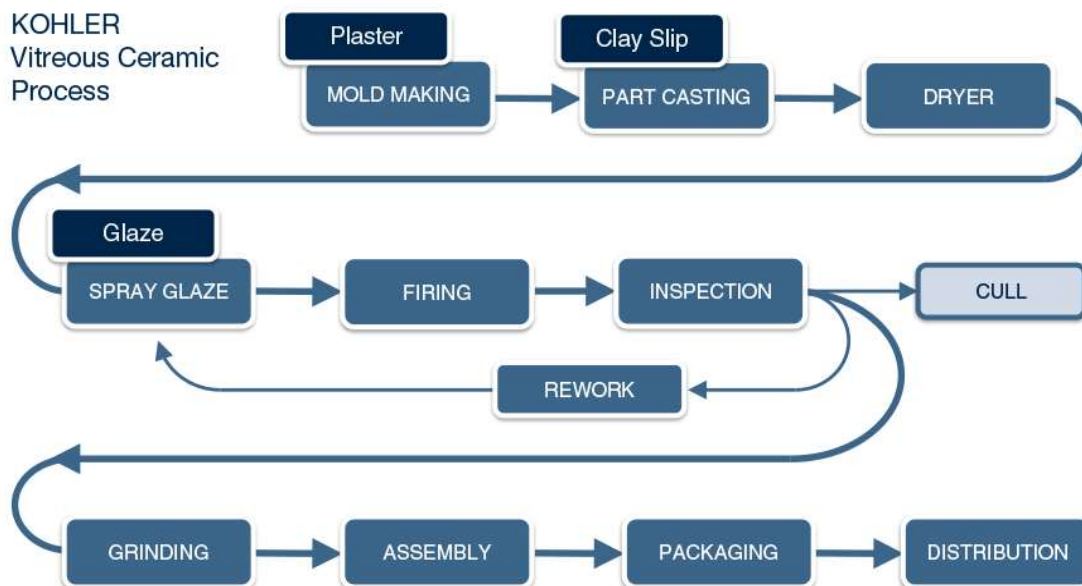 KOHLER
Vitreous Ceramic
Process
Plaster
MOLD MAKING
Clay Slip
PART CASTING
DRYER
Glaze
SPRAY GLAZE
FIRING
INSPECTION
CULL
REWORK
GRINDING
ASSEMBLY
PACKAGING
DISTRIBUTION